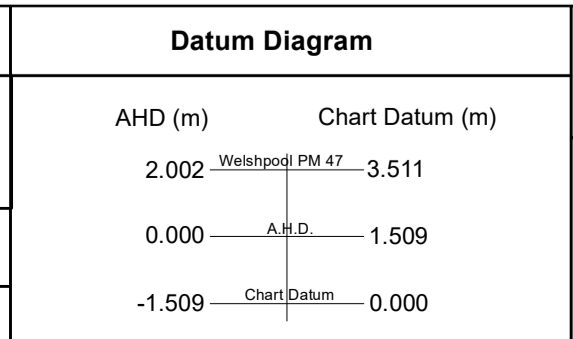 Datum Diagram
AHD (m) Chart Datum (m)
2.002 Welshpool PM 47 3.511
0.000 A.H.D. 1.509
-1.509 Chart Datum 0.000